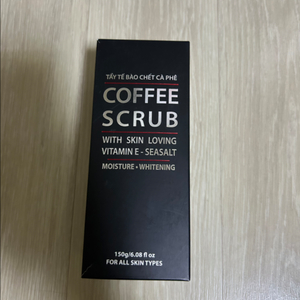 TẨY TẾ BÀO CHẾT CÀ PHÊ
COFFEE
SCRUB
WITH SKIN LOVING
VITAMIN E - SEASALT
MOISTURE • WHITENING
150g/6.08 fl oz
FOR ALL SKIN TYPES